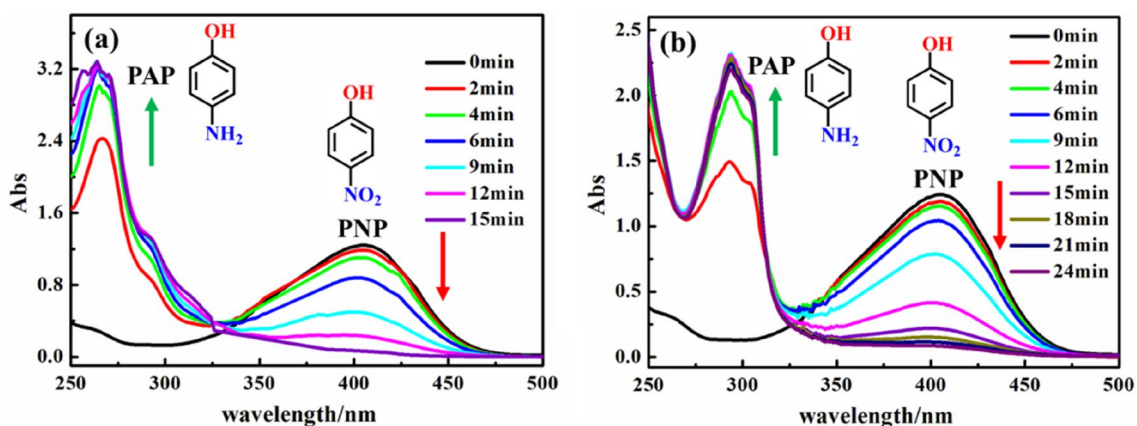 (a)
OH
PAP
NH2
OH
NO2
PNP
0min
2min
4min
6min
9min
12min
15min
3.2
2.4
1.6
0.8
0.0
Abs
250 300 350 400 450 500
wavelength/nm
(b)
OH
PAP
NH2
OH
NO2
PNP
0min
2min
4min
6min
9min
12min
15min
18min
21min
24min
2.5
2.0
1.5
1.0
0.5
0.0
Abs
250 300 350 400 450 500
wavelength/nm